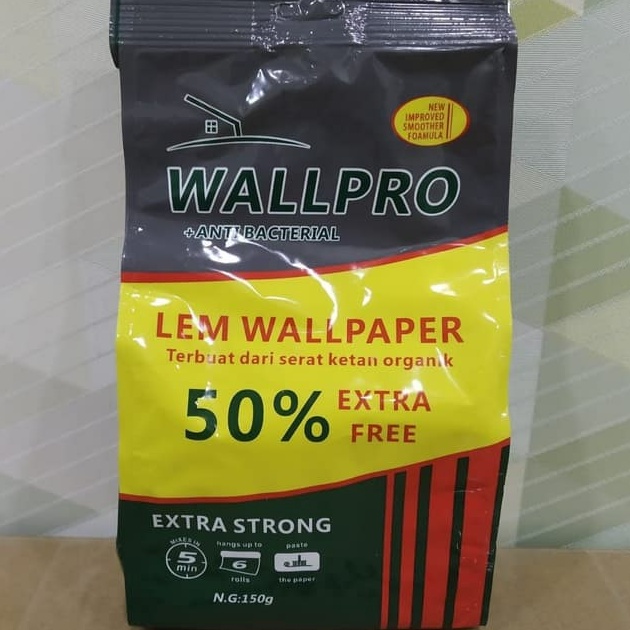 NEW
IMPROVED
SMOOTHER
FOAMULA
WALLPRO
+ANTI BACTERIAL
LEM WALLPAPER
Terbuat dari serat ketan organik
50% EXTRA
FREE
EXTRA STRONG
MIXES IN
5
min
hangs up to
6
rolls
paste
the paper
N.G:150g